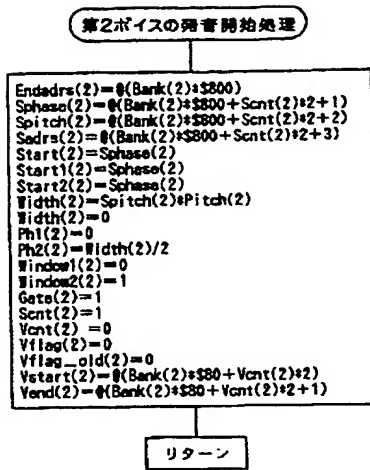 第2ボイスの発音開始処理
Endadrs(2)=@(Bank(2)*$800)
Sphase(2)=@(Bank(2)*$800+Scnt(2)*2+1)
Spitch(2)=@(Bank(2)*$800+Scnt(2)*2+2)
Sadrs(2)=@(Bank(2)*$800+Scnt(2)*2+3)
Start(2)=Sphase(2)
Start1(2)=Sphase(2)
Start2(2)=Sphase(2)
Width(2)=Spitch(2)*Pitch(2)
Width(2)=0
Ph1(2)=0
Ph2(2)=Width(2)/2
Window1(2)=0
Window2(2)=1
Gate(2)=1
Scnt(2)=1
Vcnt(2) =0
Vflag(2)=0
Vflag_old(2)=0
Vstart(2)=@(Bank(2)*$80+Vcnt(2)*2)
Vend(2)=@(Bank(2)*$80+Vcnt(2)*2+1)
リターン